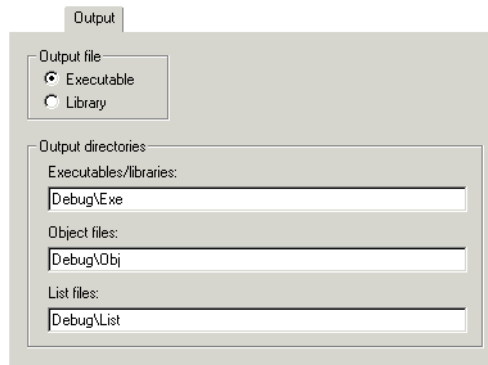 Output
Output file
Executable
Library
Output directories
Executables/libraries:
Debug\Exe
Object files:
Debug\Obj
List files:
Debug\List